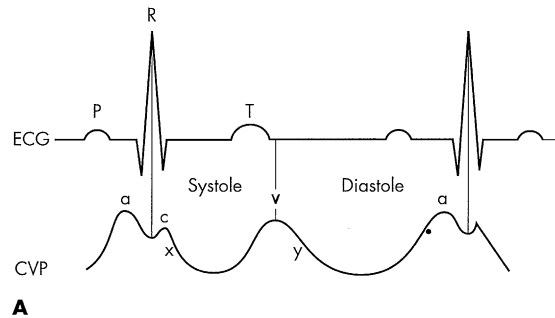 R
P T
ECG
Systole v Diastole
a c a
x y
CVP
A